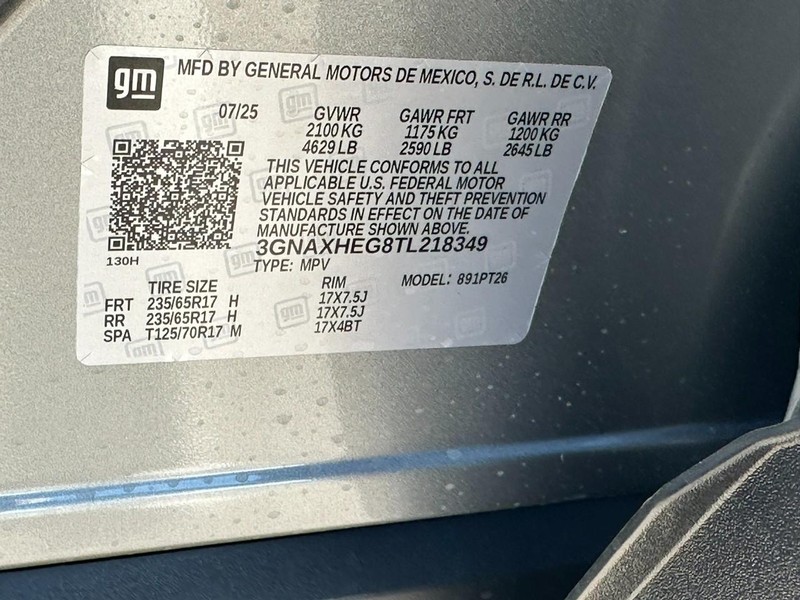 gm MFD BY GENERAL MOTORS DE MEXICO, S. DE R.L. DE C.V.
07/25 GVWR GAWR FRT GAWR RR
2100 KG 1175 KG 1200 KG
4629 LB 2590 LB 2645 LB
THIS VEHICLE CONFORMS TO ALL
APPLICABLE U.S. FEDERAL MOTOR
VEHICLE SAFETY AND THEFT PREVENTION
STANDARDS IN EFFECT ON THE DATE OF
MANUFACTURE SHOWN ABOVE.
3GNAXHEG8TL218349
130H TYPE: MPV MODEL: 891PT26
TIRE SIZE RIM
FRT 235/65R17 H 17X7.5J
RR 235/65R17 H 17X7.5J
SPA T125/70R17 M 17X4BT